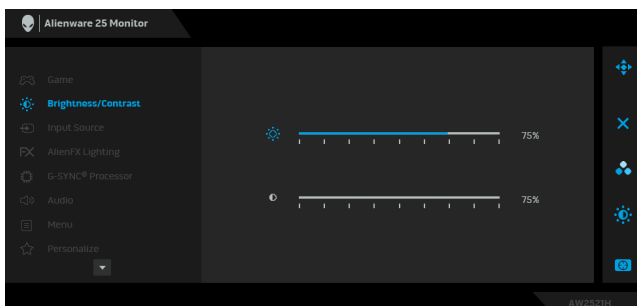 Alienware 25 Monitor
Game
Brightness/Contrast
75%
Input Source
AlienFX Lighting
G-SYNC® Processor
Audio
75%
Menu
Personalize
AW2521H